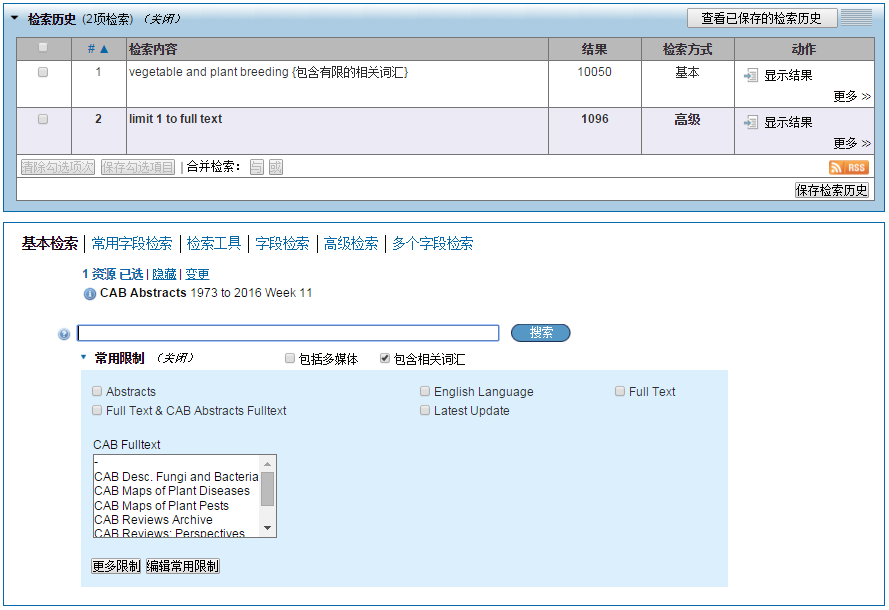 检索历史 (2项检索) (关闭) 查看已保存的检索历史
# ▲ 检索内容 结果 检索方式 动作
1 vegetable and plant breeding {包含有限的相关词汇} 10050 基本 显示结果
更多 >>
2 limit 1 to full text 1096 高级 显示结果
更多 >>
清除勾选项次 保存勾选项目 | 合并检索： 与 或 RSS
保存检索历史
基本检索 | 常用字段检索 | 检索工具 | 字段检索 | 高级检索 | 多个字段检索
1 资源 已选 | 隐藏 | 变更
CAB Abstracts 1973 to 2016 Week 11
搜索
常用限制 (关闭) 包括多媒体 包含相关词汇
Abstracts English Language Full Text
Full Text & CAB Abstracts Fulltext Latest Update
CAB Fulltext
-
CAB Desc. Fungi and Bacteria
CAB Maps of Plant Diseases
CAB Maps of Plant Pests
CAB Reviews Archive
CAB Reviews: Perspectives
更多限制 编辑常用限制